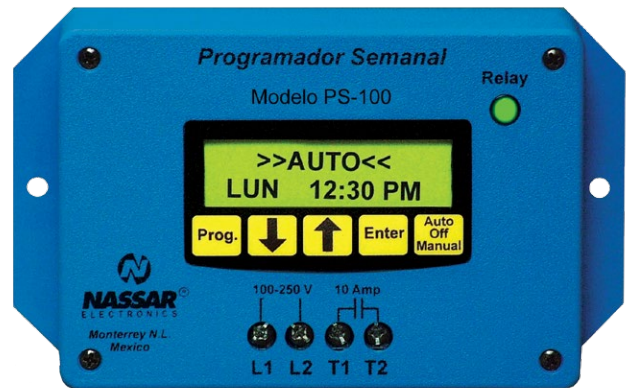 Programador Semanal
Relay
Modelo PS-100
>>AUTO<<
LUN 12:30 PM
Prog.
Enter
Auto
Off
Manual
NASSAR®
ELECTRONICS
Monterrey N.L.
Mexico
100-250 V
10 Amp
L1 L2 T1 T2